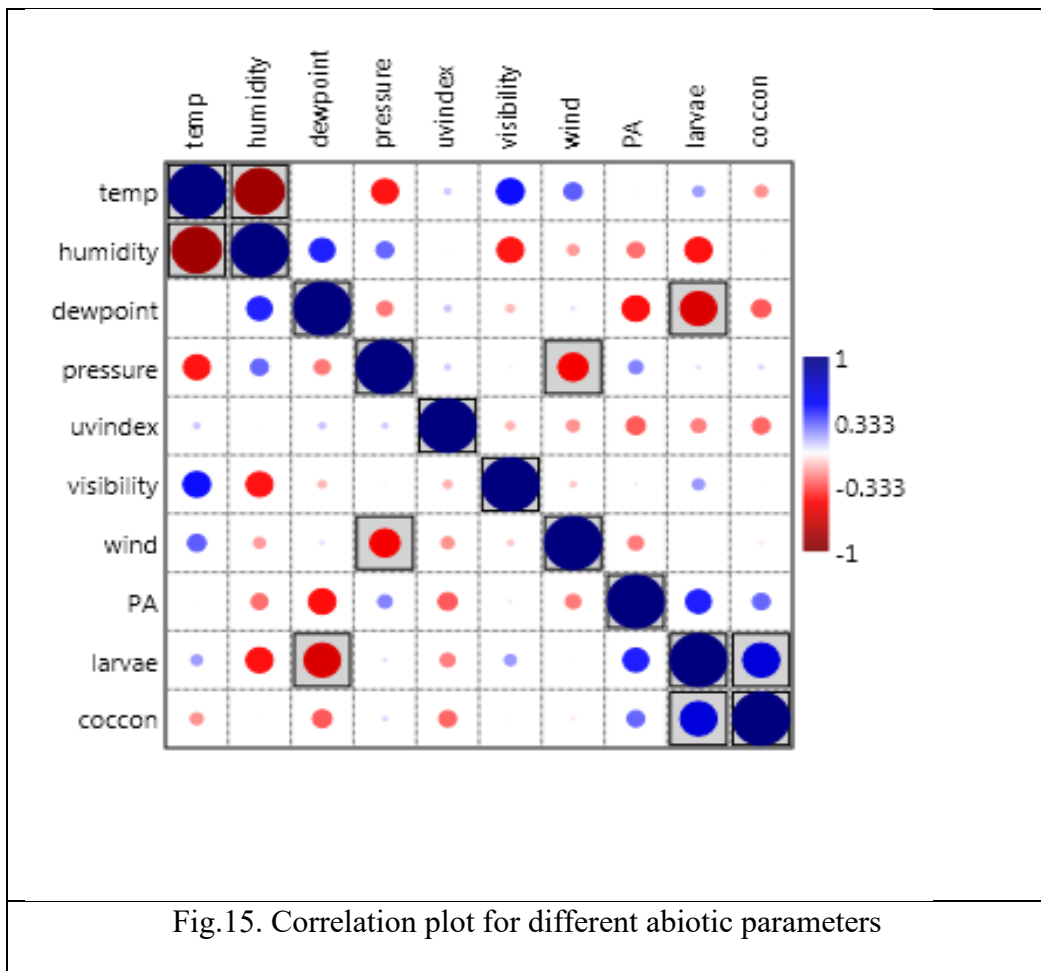 temp humidity dewpoint pressure uvindex visibility wind PA larvae coccon
temp
humidity
dewpoint
pressure
uvindex
visibility
wind
PA
larvae
coccon
1
0.333
-0.333
-1
Fig.15. Correlation plot for different abiotic parameters